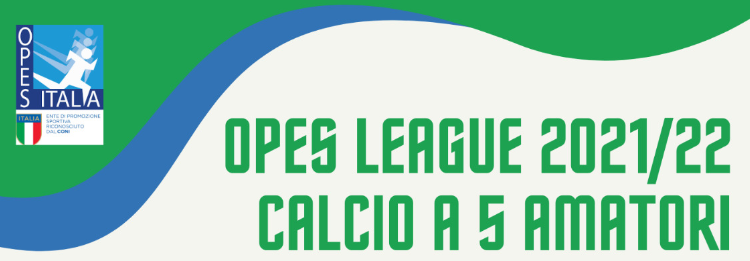 OPES
ITALIA
ITALIA
ENTE DI PROMOZIONE
SPORTIVA
RICONOSCIUTO
DAL CONI
OPES LEAGUE 2021/22
CALCIO A 5 AMATORI